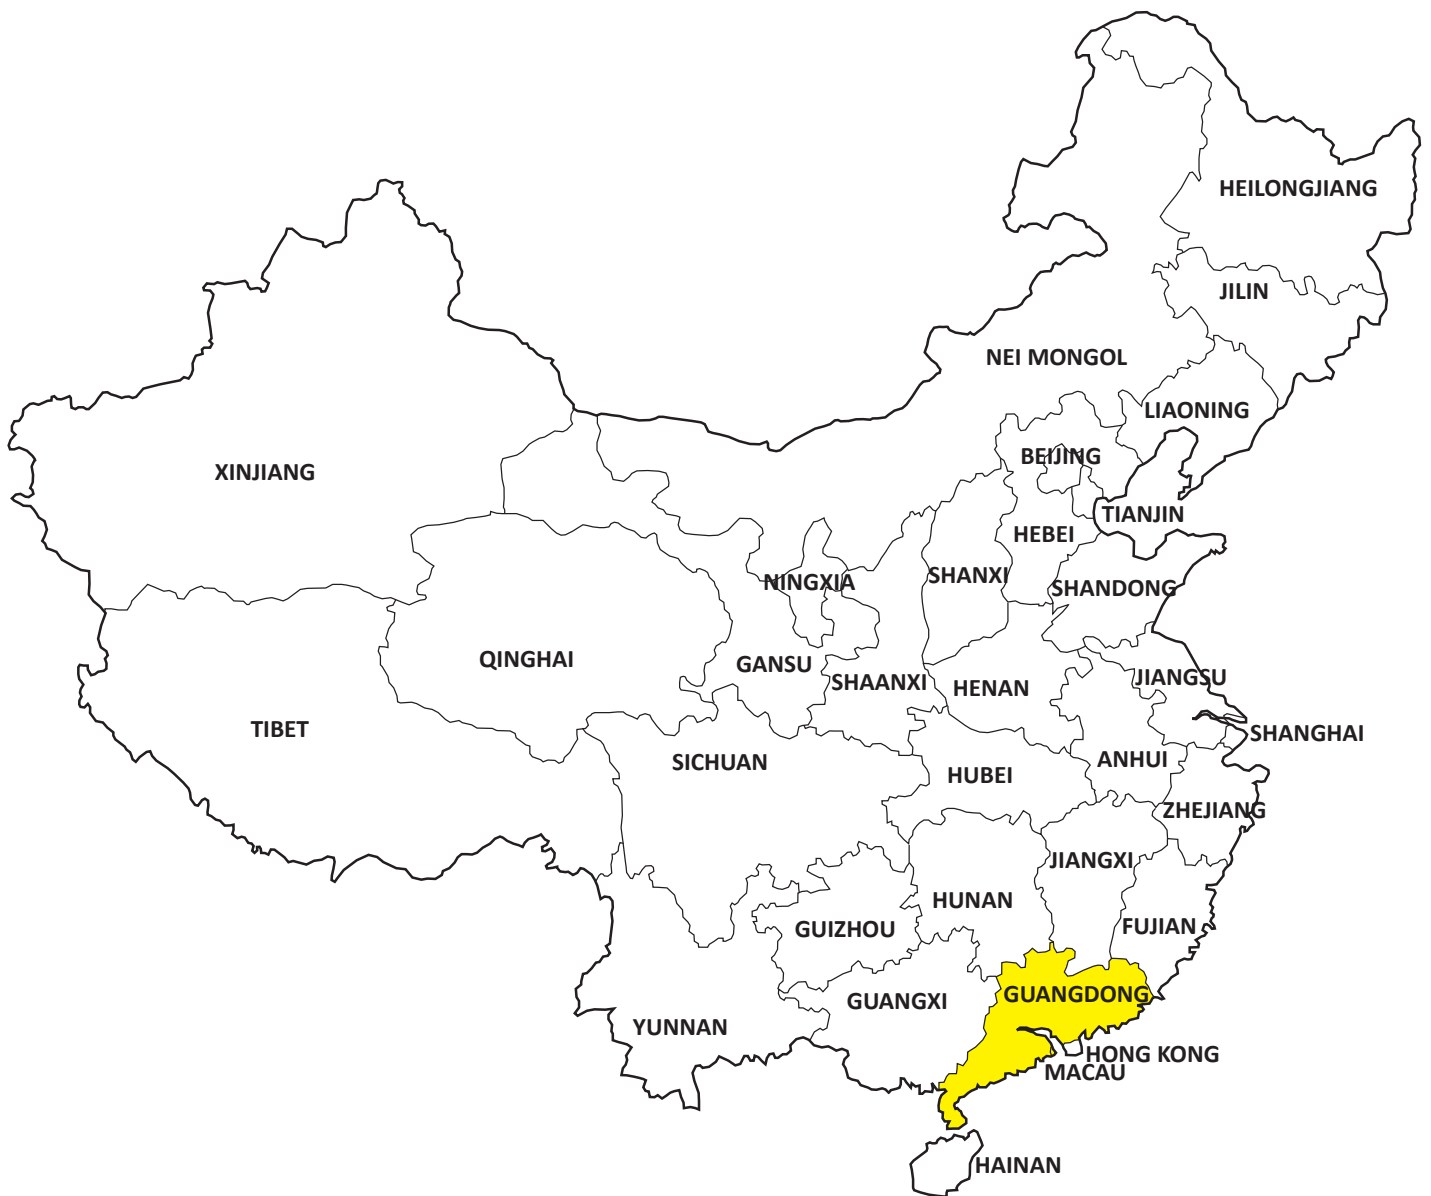 HEILONGJIANG
JILIN
NEI MONGOL
LIAONING
BEIJING
XINJIANG
TIANJIN
HEBEI
SHANXI
NINGXIA
SHANDONG
QINGHAI
GANSU
JIANGSU
SHAANXI
HENAN
TIBET
SHANGHAI
SICHUAN
ANHUI
HUBEI
ZHEJIANG
JIANGXI
HUNAN
FUJIAN
GUIZHOU
GUANGDONG
GUANGXI
YUNNAN
HONG KONG
MACAU
HAINAN